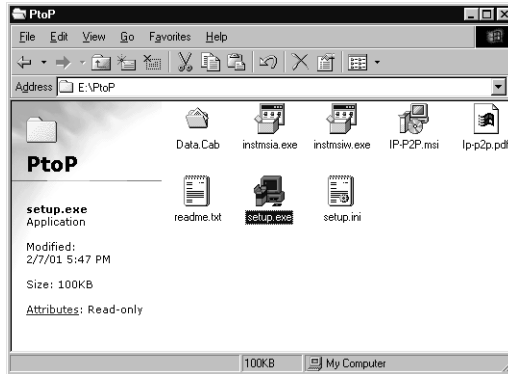 PtoP
File Edit View Go Favorites Help
Address E:\PtoP
PtoP
setup.exe
Application
Modified:
2/7/01 5:47 PM
Size: 100KB
Attributes: Read-only
Data.Cab instmsia.exe instmsiw.exe IP-P2P.msi Ip-p2p.pdf
readme.txt setup.exe setup.ini
100KB My Computer